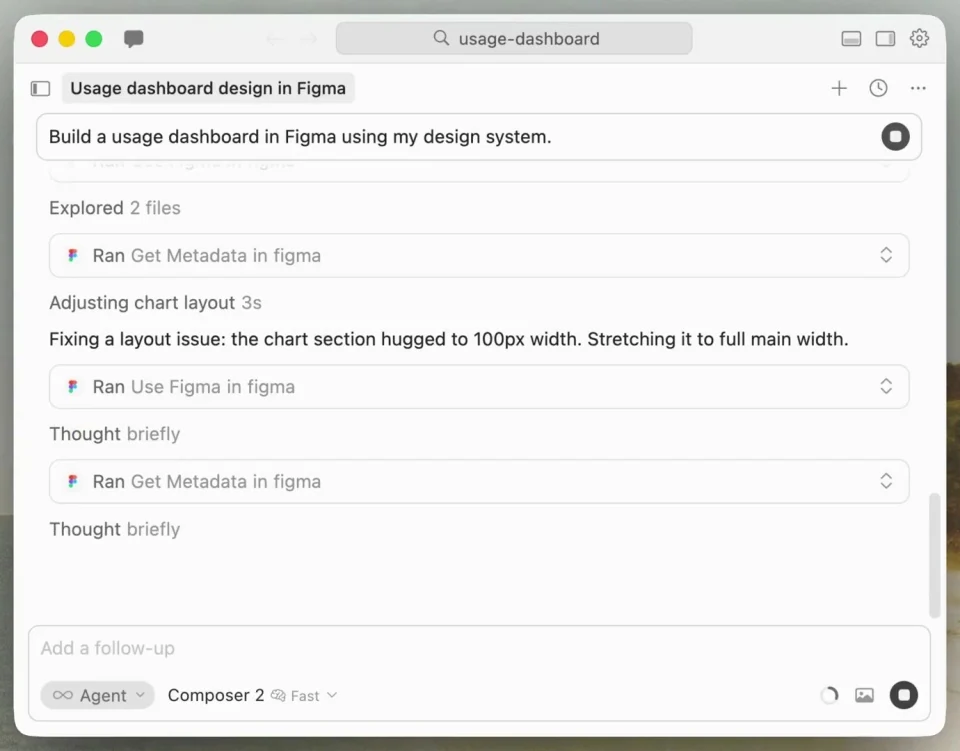 usage-dashboard
Usage dashboard design in Figma
Build a usage dashboard in Figma using my design system.
Explored 2 files
Ran Get Metadata in figma
Adjusting chart layout 3s
Fixing a layout issue: the chart section hugged to 100px width. Stretching it to full main width.
Ran Use Figma in figma
Thought briefly
Ran Get Metadata in figma
Thought briefly
Add a follow-up
Agent
Composer 2 Fast